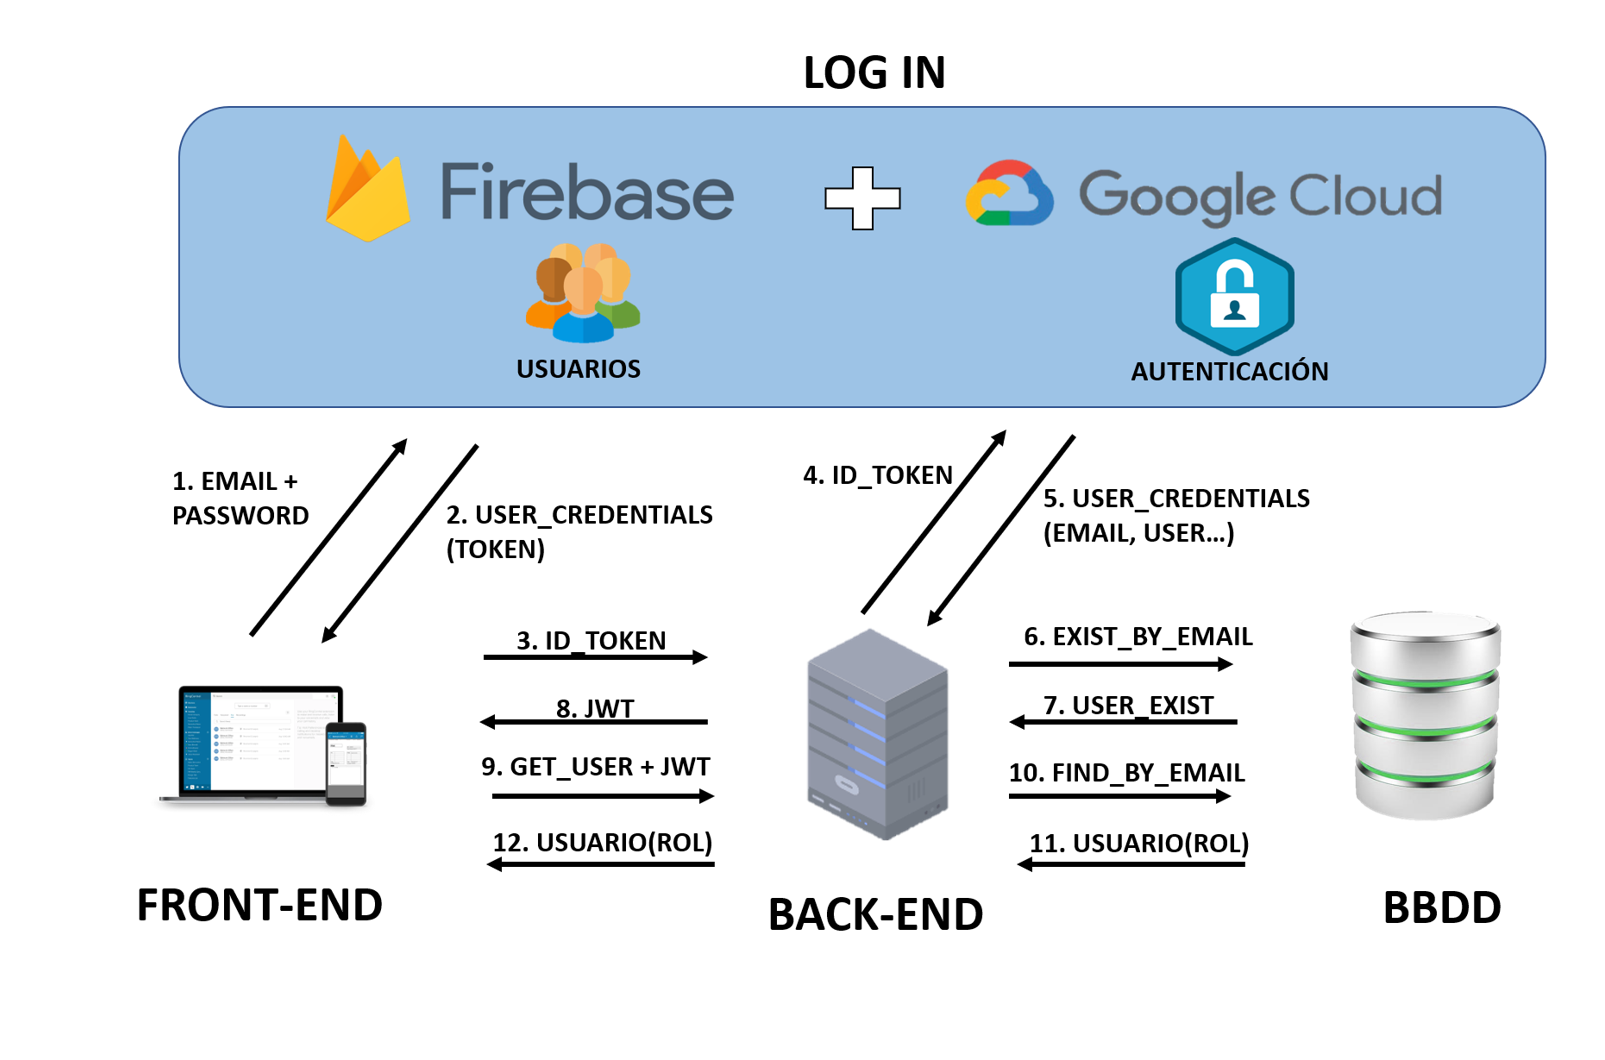 LOG IN
Firebase
Google Cloud
USUARIOS
AUTENTICACIÓN
1. EMAIL +
PASSWORD
2. USER_CREDENTIALS
(TOKEN)
4. ID_TOKEN
5. USER_CREDENTIALS
(EMAIL, USER...)
3. ID_TOKEN
6. EXIST_BY_EMAIL
8. JWT
7. USER_EXIST
9. GET_USER + JWT
10. FIND_BY_EMAIL
12. USUARIO(ROL)
11. USUARIO(ROL)
FRONT-END
BACK-END
BBDD